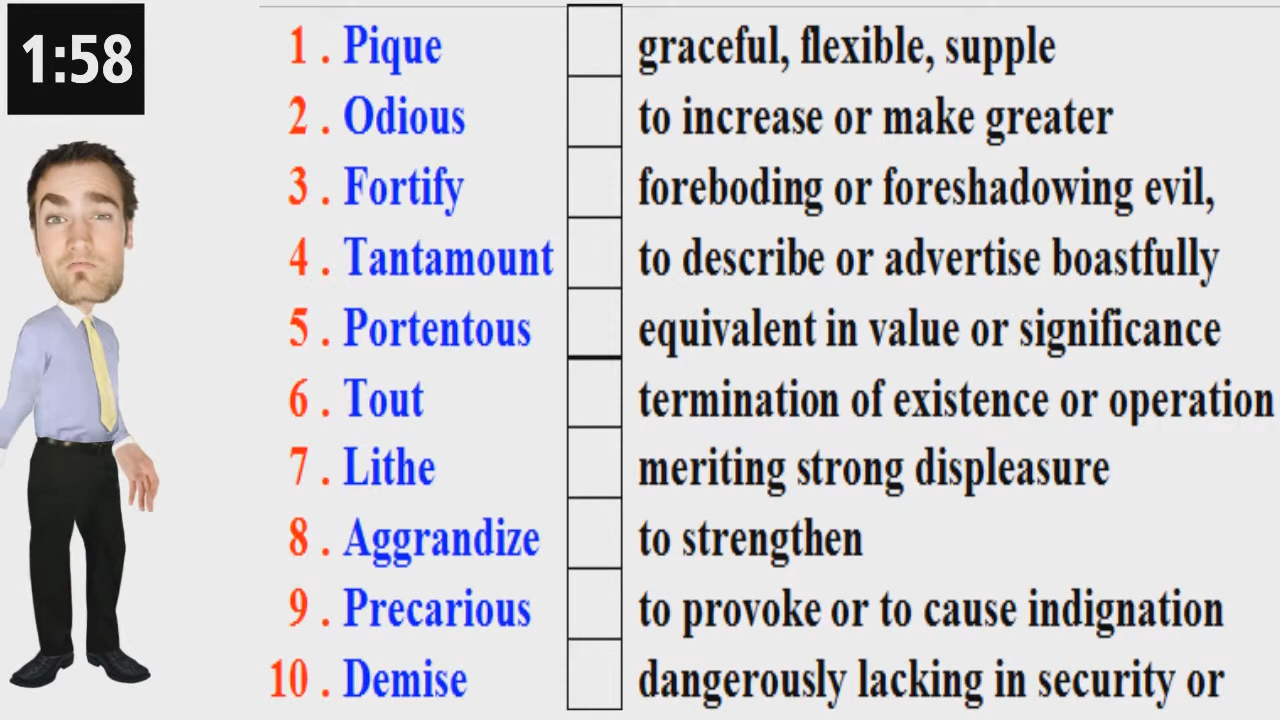 1:58
1 . Pique graceful, flexible, supple
2 . Odious to increase or make greater
3 . Fortify foreboding or foreshadowing evil,
4 . Tantamount to describe or advertise boastfully
5 . Portentous equivalent in value or significance
6 . Tout termination of existence or operation
7 . Lithe meriting strong displeasure
8 . Aggrandize to strengthen
9 . Precarious to provoke or to cause indignation
10 . Demise dangerously lacking in security or